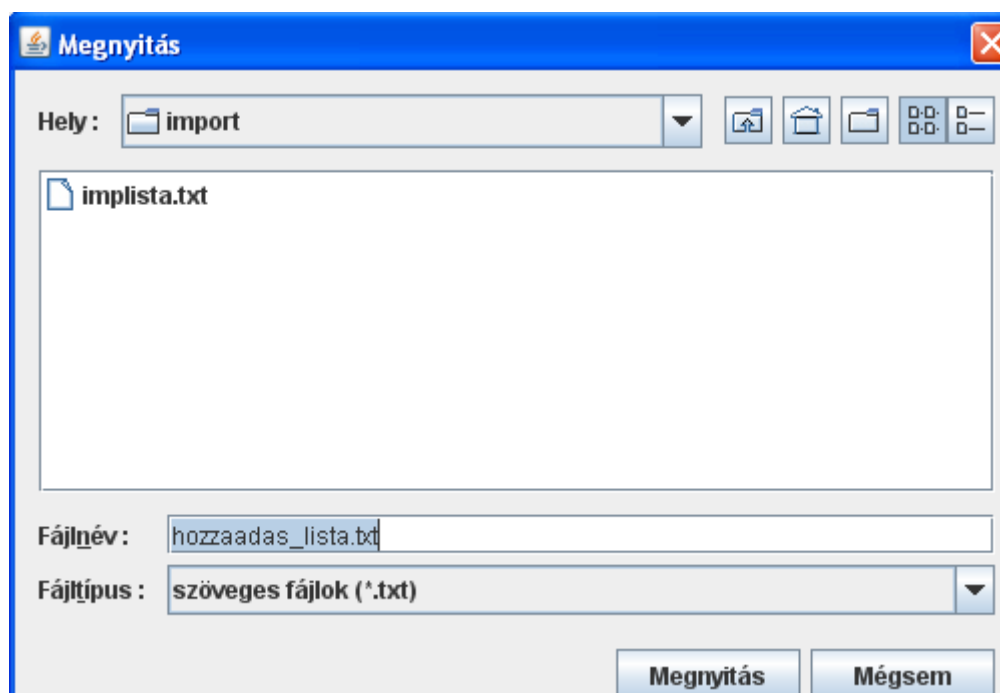 Megnyitás
Hely: import
implista.txt
Fájlnév: hozzaadas_lista.txt
Fájltípus: szöveges fájlok (*.txt)
Megnyitás Mégsem